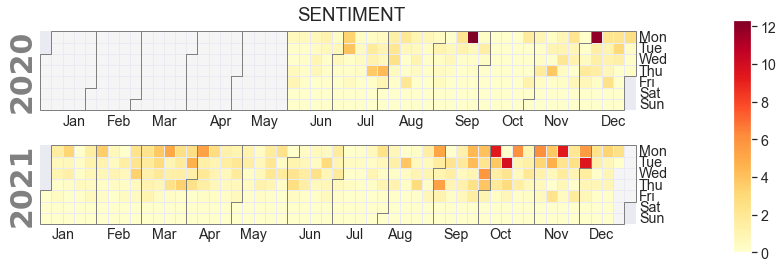 SENTIMENT
2020
Mon
Tue
Wed
Thu
Fri
Sat
Sun
Jan Feb Mar Apr May Jun Jul Aug Sep Oct Nov Dec
2021
Mon
Tue
Wed
Thu
Fri
Sat
Sun
Jan Feb Mar Apr May Jun Jul Aug Sep Oct Nov Dec
12
10
8
6
4
2
0